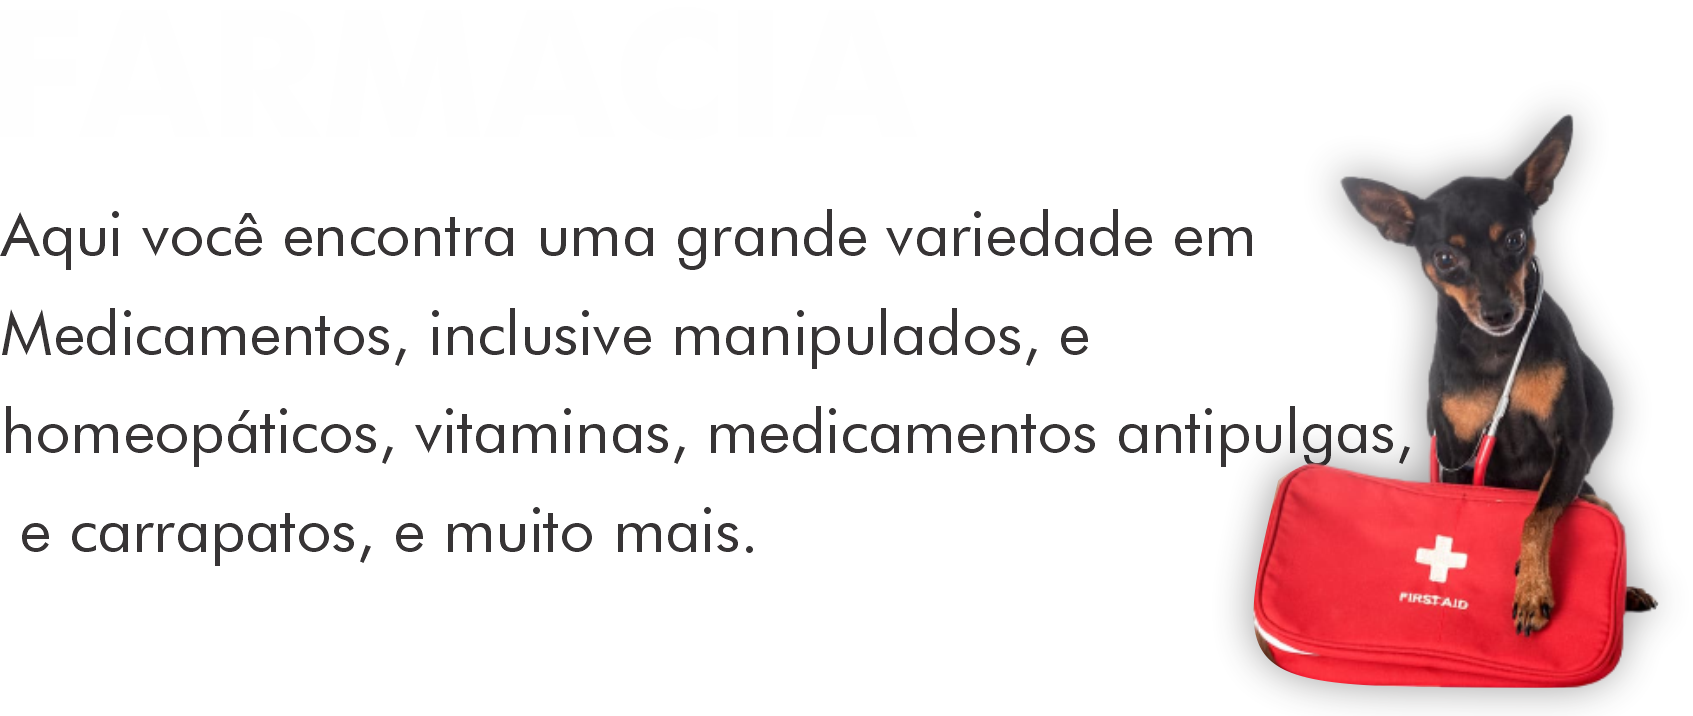 FARMACIA
Aqui você encontra uma grande variedade em
Medicamentos, inclusive manipulados, e
homeopáticos, vitaminas, medicamentos antipulgas,
e carrapatos, e muito mais.
FIRST AID